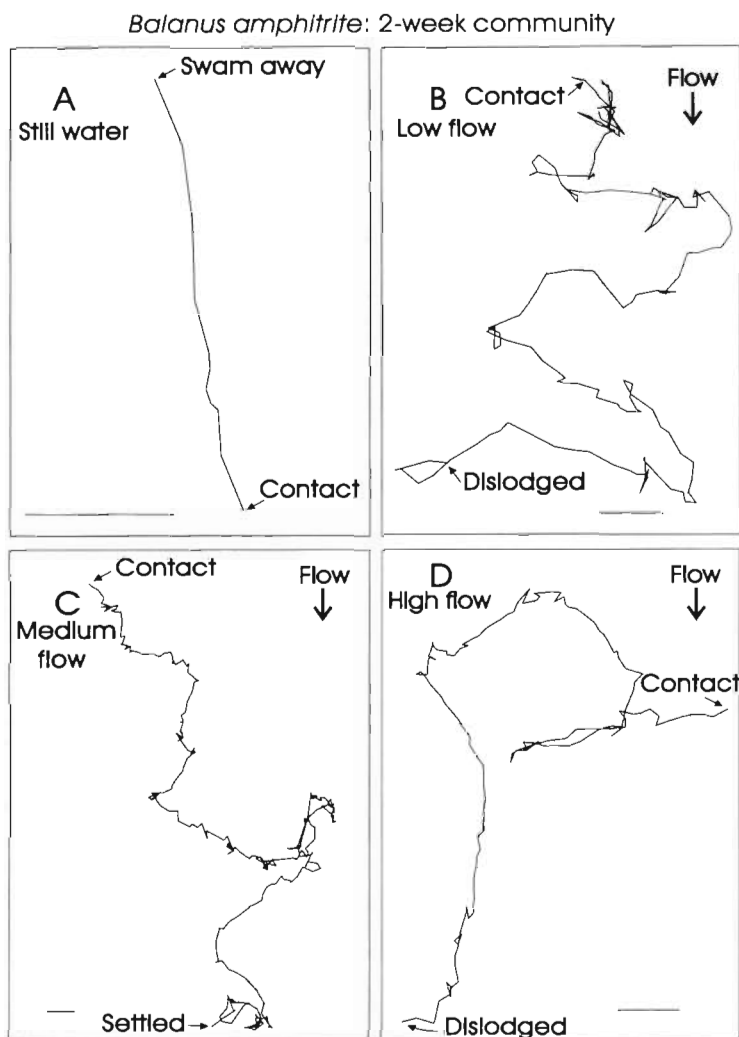 Balanus amphitrite: 2-week community
A
Still water
Swam away
Contact
B
Low flow
Contact
Flow
Dislodged
C
Medium
flow
Contact
Flow
Settled
D
High flow
Flow
Contact
Dislodged